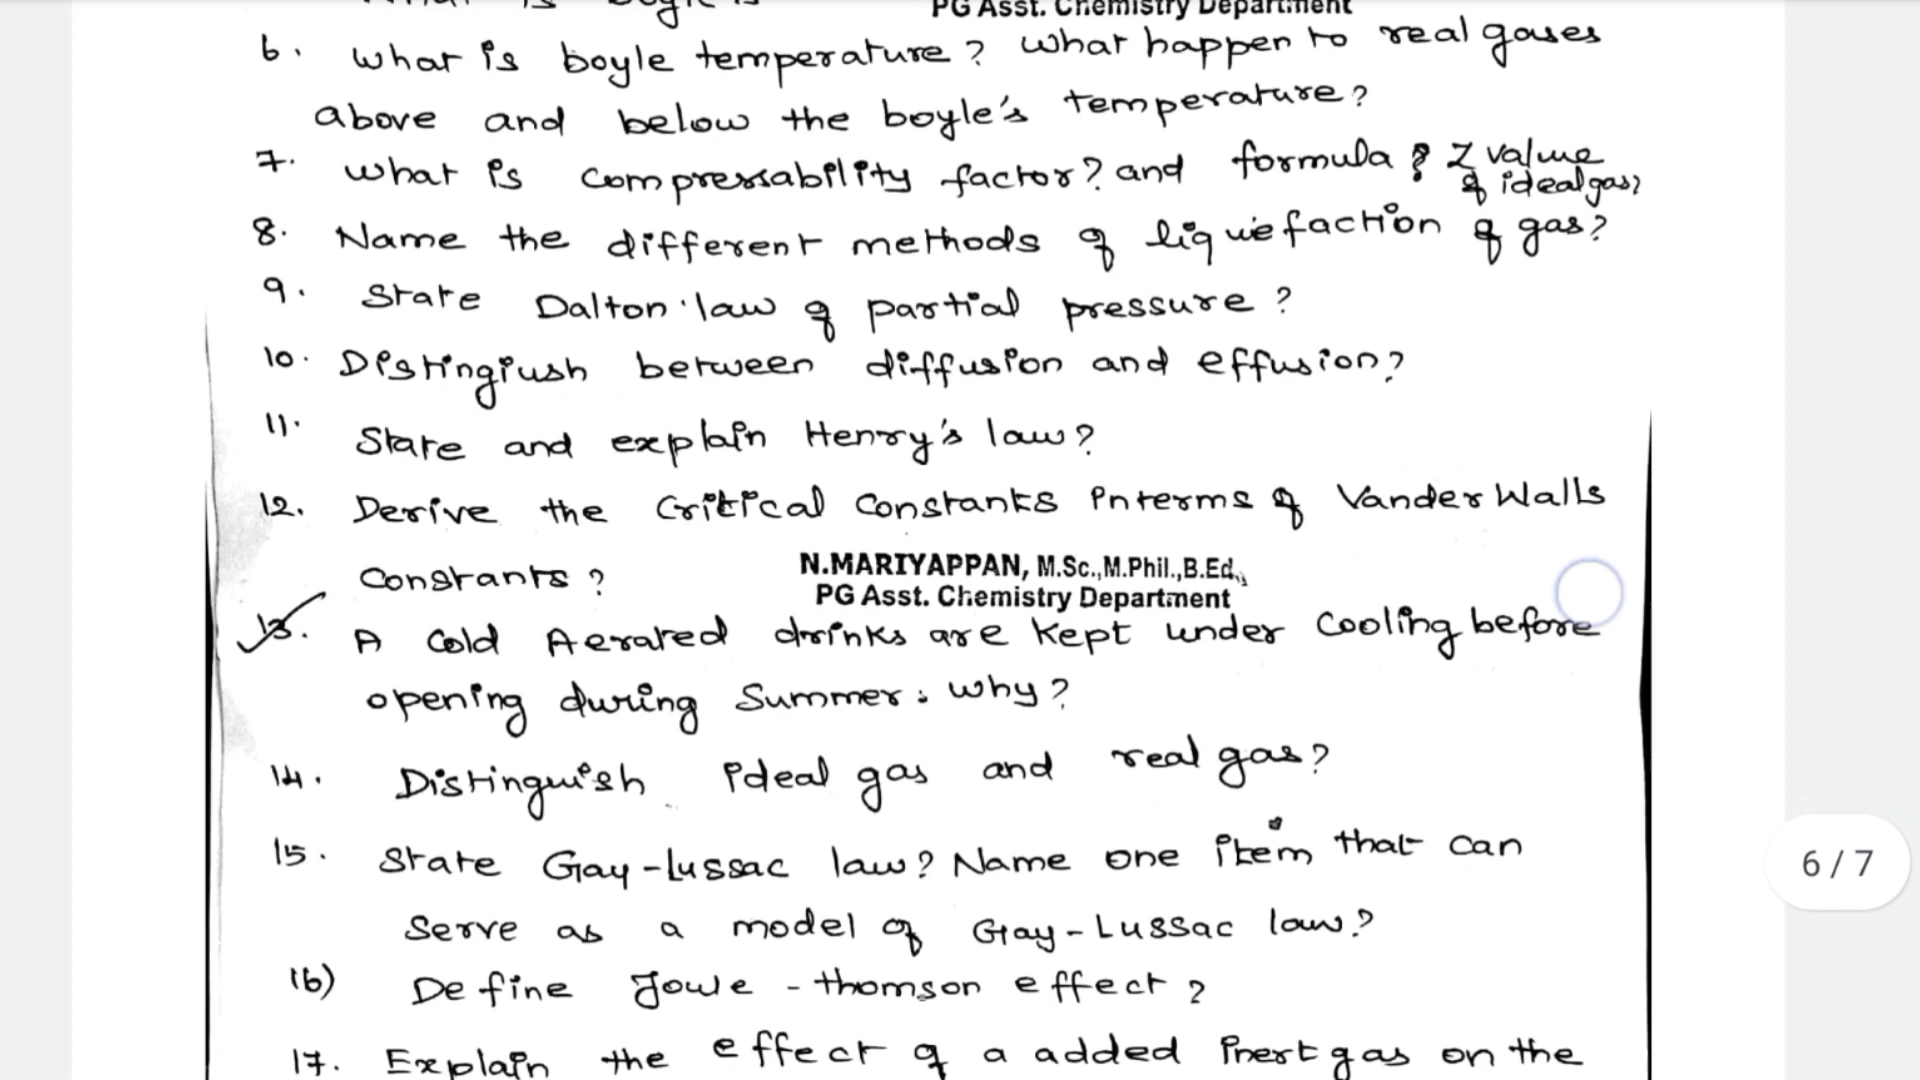 PG Asst. Chemistry Department
6. What is boyle temperature? What happen to real gases
above and below the boyle's temperature?
7. What is compressability factor? and formula? Z value
of ideal gas?
8. Name the different methods of liquiefaction of gas?
9. State Dalton law of partial pressure?
10. Distingiush between diffusion and effusion?
11. State and explain Henry's law?
12. Derive the Critical Constants interms of Vander Walls
Constants?
N.MARIYAPPAN, M.Sc.,M.Phil.,B.Ed.,
PG Asst. Chemistry Department
13. A Cold Aerated drinks are kept under cooling before
opening during Summer. Why?
14. Distinguish ideal gas and real gas?
15. State Gay-Lussac law? Name one item that can
Serve as a model of Gay-Lussac law?
16) Define Joule - thomson effect?
17. Explain the effect of a added inert gas on the
6 / 7